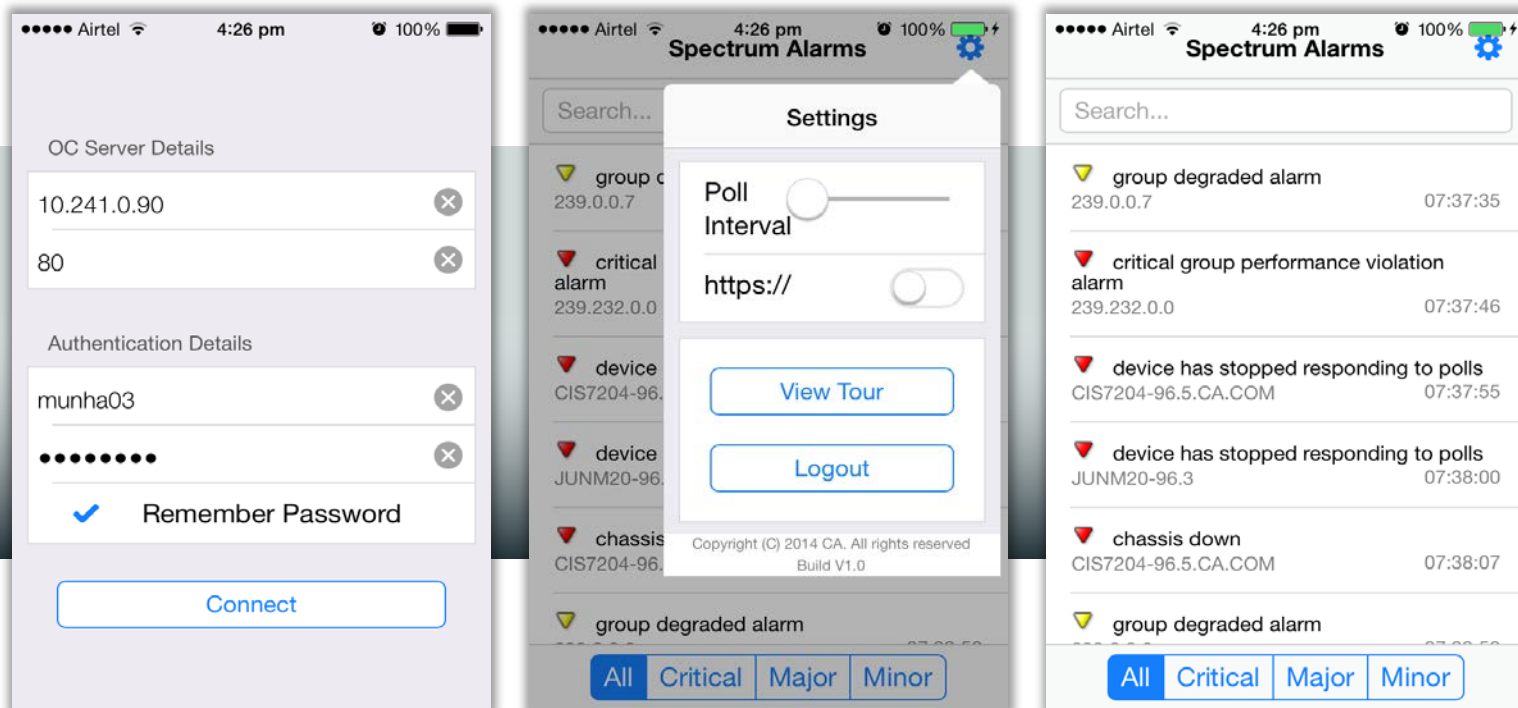 Airtel 4:26 pm 100%
OC Server Details
10.241.0.90
80
Authentication Details
munha03
Remember Password
Connect
Airtel 4:26 pm 100%
Spectrum Alarms
Search...
group d
239.0.0.7
critical
alarm
239.232.0.0
device
CIS7204-96.
device
JUNM20-96.
chassis
CIS7204-96.
group degraded alarm
Settings
Poll
Interval
https://
View Tour
Logout
Copyright (C) 2014 CA. All rights reserved
Build V1.0
All Critical Major Minor
Airtel 4:26 pm 100%
Spectrum Alarms
Search...
group degraded alarm
239.0.0.7 07:37:35
critical group performance violation
alarm
239.232.0.0 07:37:46
device has stopped responding to polls
CIS7204-96.5.CA.COM 07:37:55
device has stopped responding to polls
JUNM20-96.3 07:38:00
chassis down
CIS7204-96.5.CA.COM 07:38:07
group degraded alarm
All Critical Major Minor